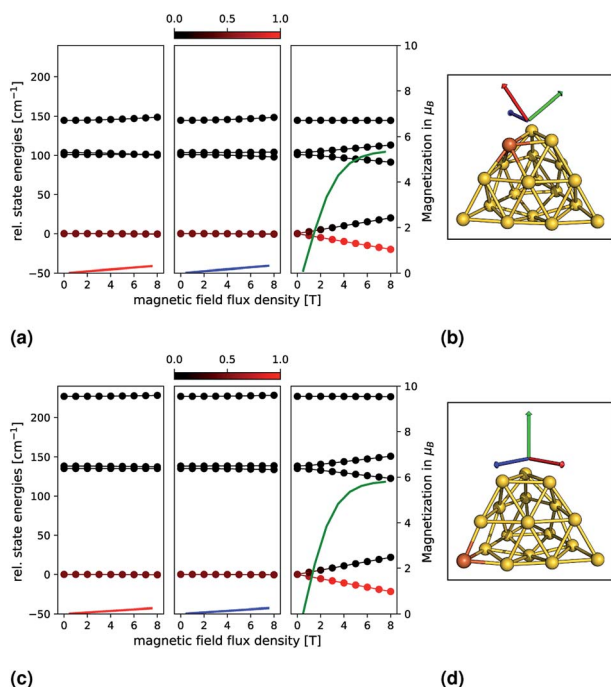 0.0 0.5 1.0
(a)
rel. state energies [cm⁻¹]
200
150
100
50
0
−50
0 2 4 6 8
0 2 4 6 8
0 2 4 6 8
magnetic field flux density [T]
10
8
6
4
2
0
Magnetization in μB
(b)
0.0 0.5 1.0
(c)
rel. state energies [cm⁻¹]
200
150
100
50
0
−50
0 2 4 6 8
0 2 4 6 8
0 2 4 6 8
magnetic field flux density [T]
10
8
6
4
2
0
Magnetization in μB
(d)